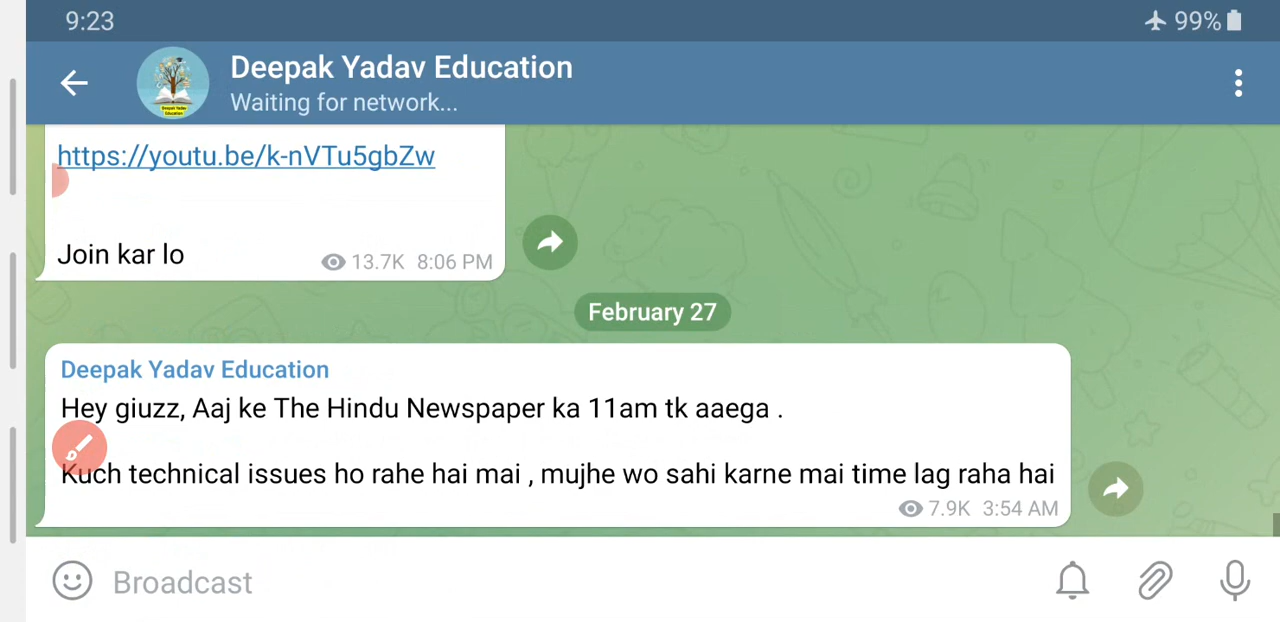 9:23
99%
Deepak Yadav Education
Waiting for network...
https://youtu.be/k-nVTu5gbZw
Join kar lo
13.7K 8:06 PM
February 27
Deepak Yadav Education
Hey giuzz, Aaj ke The Hindu Newspaper ka 11am tk aaega .
Kuch technical issues ho rahe hai mai , mujhe wo sahi karne mai time lag raha hai
7.9K 3:54 AM
Broadcast